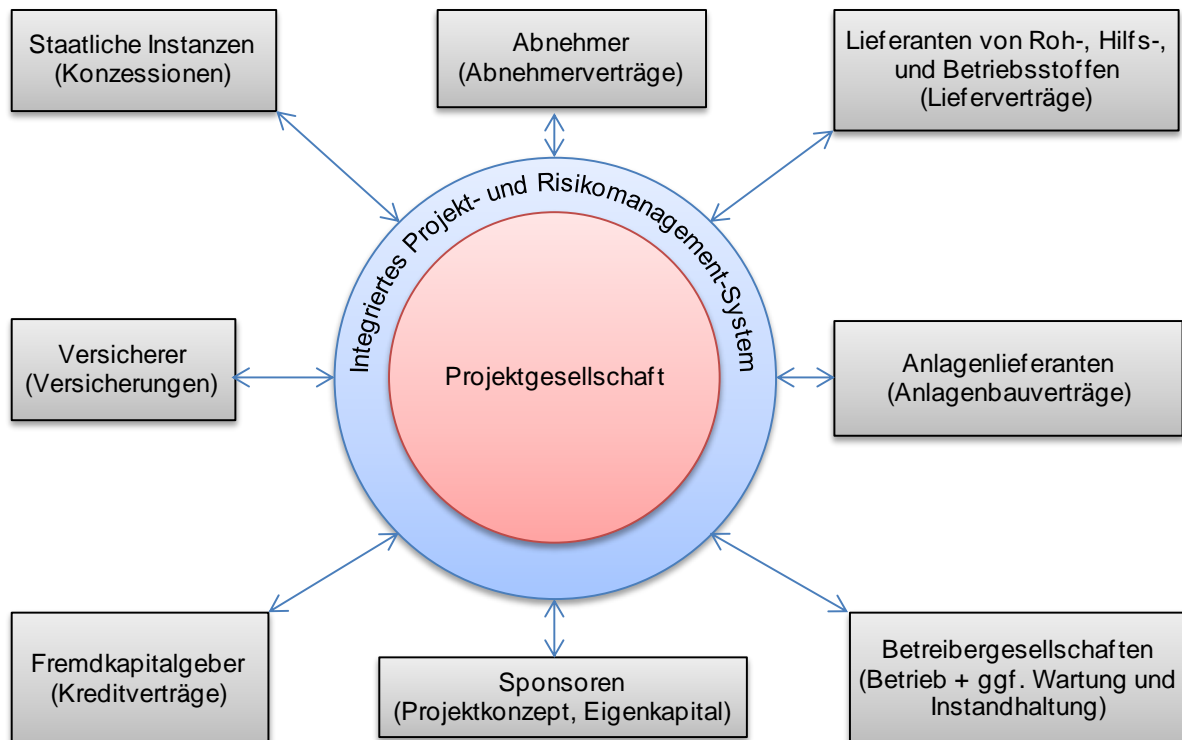 Staatliche Instanzen
(Konzessionen)
Abnehmer
(Abnehmerverträge)
Lieferanten von Roh-, Hilfs-,
und Betriebsstoffen
(Lieferverträge)
Integriertes Projekt- und Risikomanagement-System
Versicherer
(Versicherungen)
Projektgesellschaft
Anlagenlieferanten
(Anlagenbauverträge)
Fremdkapitalgeber
(Kreditverträge)
Sponsoren
(Projektkonzept, Eigenkapital)
Betreibergesellschaften
(Betrieb + ggf. Wartung und
Instandhaltung)